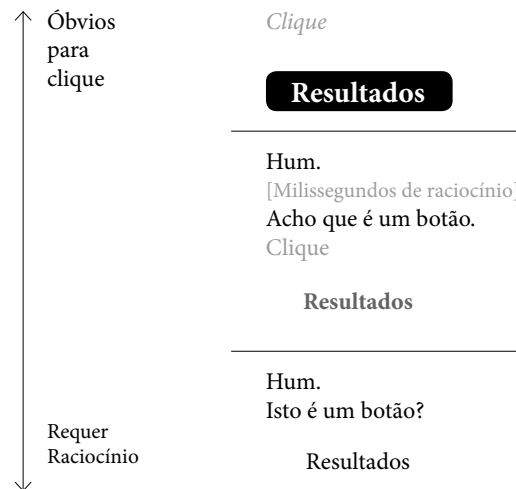 Óbvios
para
clique
Clique
Resultados
Hum.
[Milissegundos de raciocínio]
Acho que é um botão.
Clique
Resultados
Hum.
Isto é um botão?
Requer
Raciocínio
Resultados